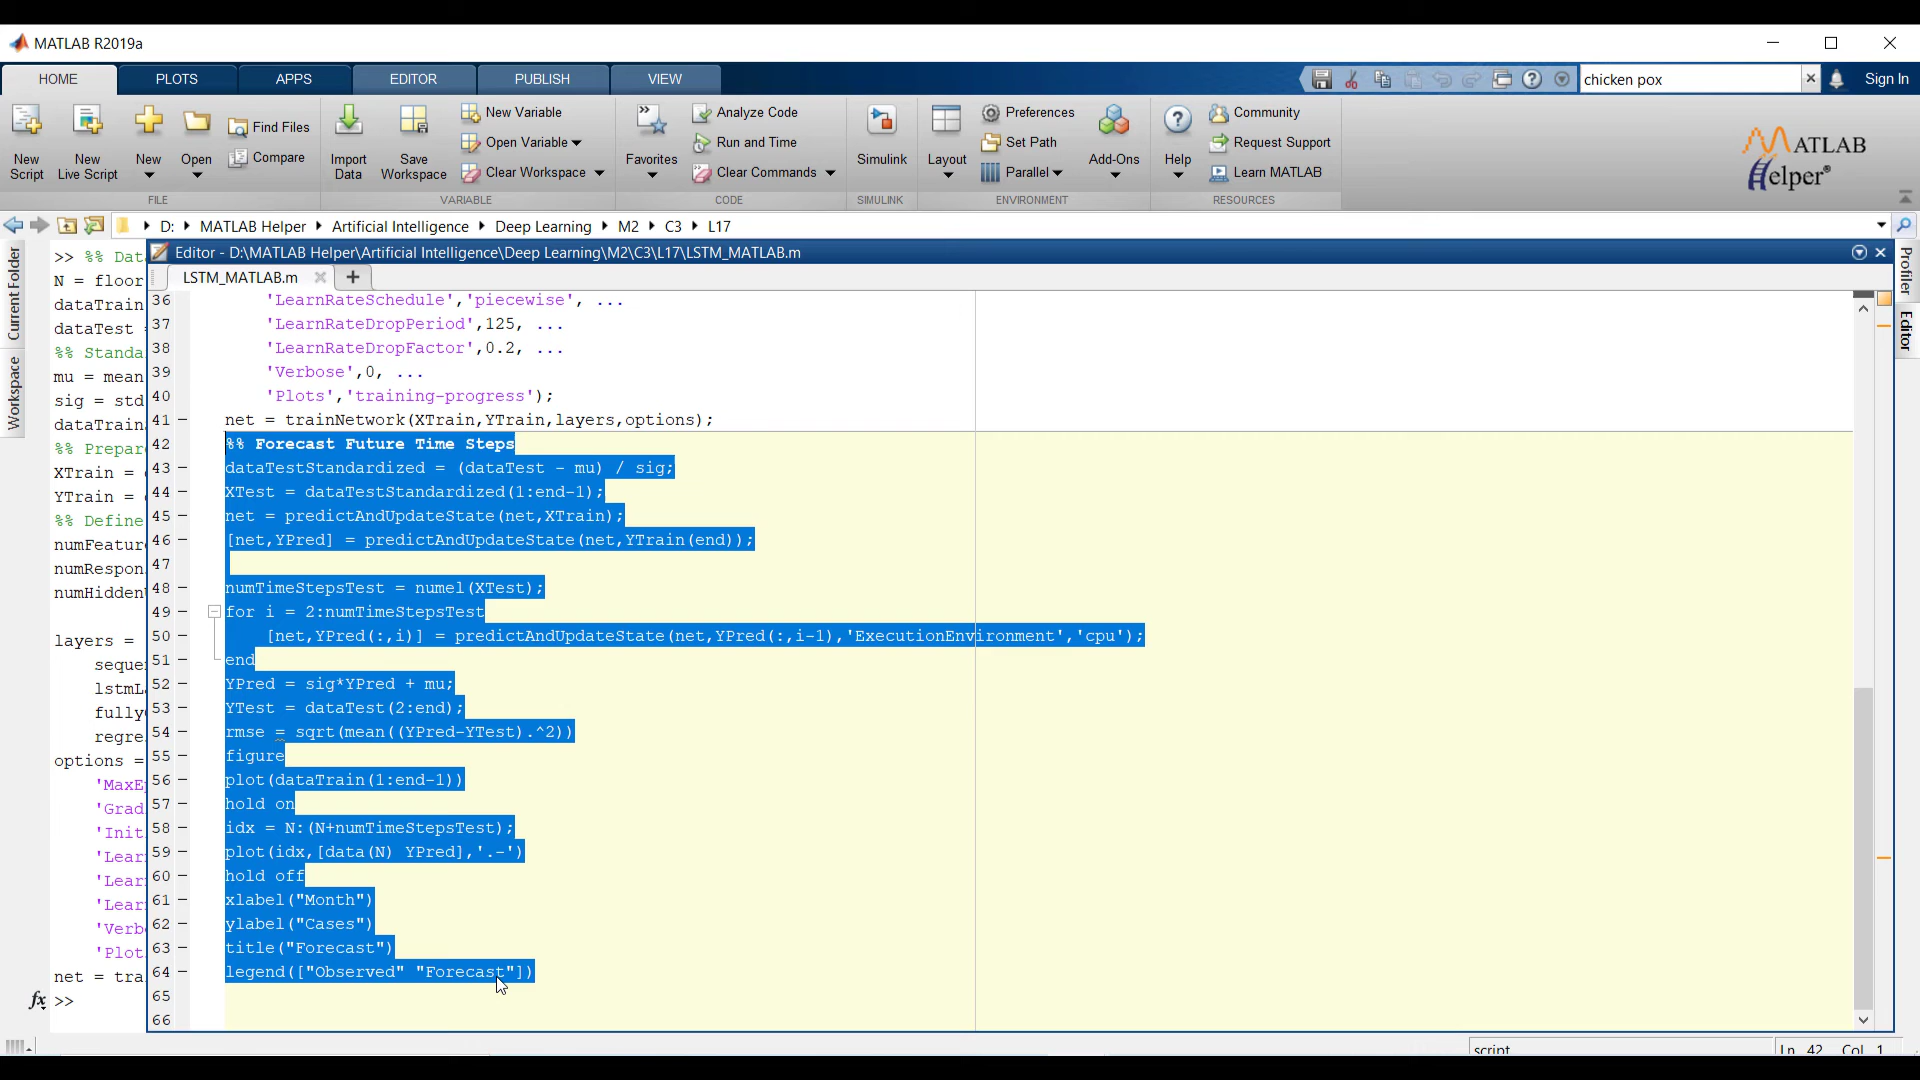 MATLAB R2019a
HOME PLOTS APPS EDITOR PUBLISH VIEW chicken pox Sign In
New Script
New Live Script
New
Open
Find Files
Compare
FILE
Import Data
Save Workspace
New Variable
Open Variable
Clear Workspace
VARIABLE
Favorites
Analyze Code
Run and Time
Clear Commands
CODE
Simulink
SIMULINK
Layout
Preferences
Set Path
Parallel
Add-Ons
ENVIRONMENT
Help
Community
Request Support
Learn MATLAB
RESOURCES
MATLAB
Helper®
D: MATLAB Helper Artificial Intelligence Deep Learning M2 C3 L17
Current Folder
Workspace
Profiler
Editor
>> %% Dat
N = floor
dataTrain
dataTest =
%% Standa
mu = mean
sig = std
dataTrain
%% Prepar
XTrain =
YTrain =
%% Define
numFeature
numRespon
numHidden
layers =
seque
lstmL
fully
regre
options =
'MaxE
'Grad
'Init
'Lear
'Lear
'Lear
'Verb
'Plot
net = tra
fx >>
Editor - D:\MATLAB Helper\Artificial Intelligence\Deep Learning\M2\C3\L17\LSTM_MATLAB.m
LSTM_MATLAB.m
36 'LearnRateSchedule','piecewise', ...
37 'LearnRateDropPeriod',125, ...
38 'LearnRateDropFactor',0.2, ...
39 'Verbose',0, ...
40 'Plots','training-progress');
41 - net = trainNetwork(XTrain,YTrain,layers,options);
42 - %% Forecast Future Time Steps
43 - dataTestStandardized = (dataTest - mu) / sig;
44 - XTest = dataTestStandardized(1:end-1);
45 - net = predictAndUpdateState(net,XTrain);
46 - [net,YPred] = predictAndUpdateState(net,YTrain(end));
47 -
48 - numTimeStepsTest = numel(XTest);
49 - for i = 2:numTimeStepsTest
50 - [net,YPred(:,i)] = predictAndUpdateState(net,YPred(:,i-1),'ExecutionEnvironment','cpu');
51 - end
52 - YPred = sig*YPred + mu;
53 - YTest = dataTest(2:end);
54 - rmse = sqrt(mean((YPred-YTest).^2))
55 - figure
56 - plot(dataTrain(1:end-1))
57 - hold on
58 - idx = N:(N+numTimeStepsTest);
59 - plot(idx,[data(N) YPred],'.-')
60 - hold off
61 - xlabel("Month")
62 - ylabel("Cases")
63 - title("Forecast")
64 - legend(["Observed" "Forecast"])
65
66
script Ln 42 Col 1